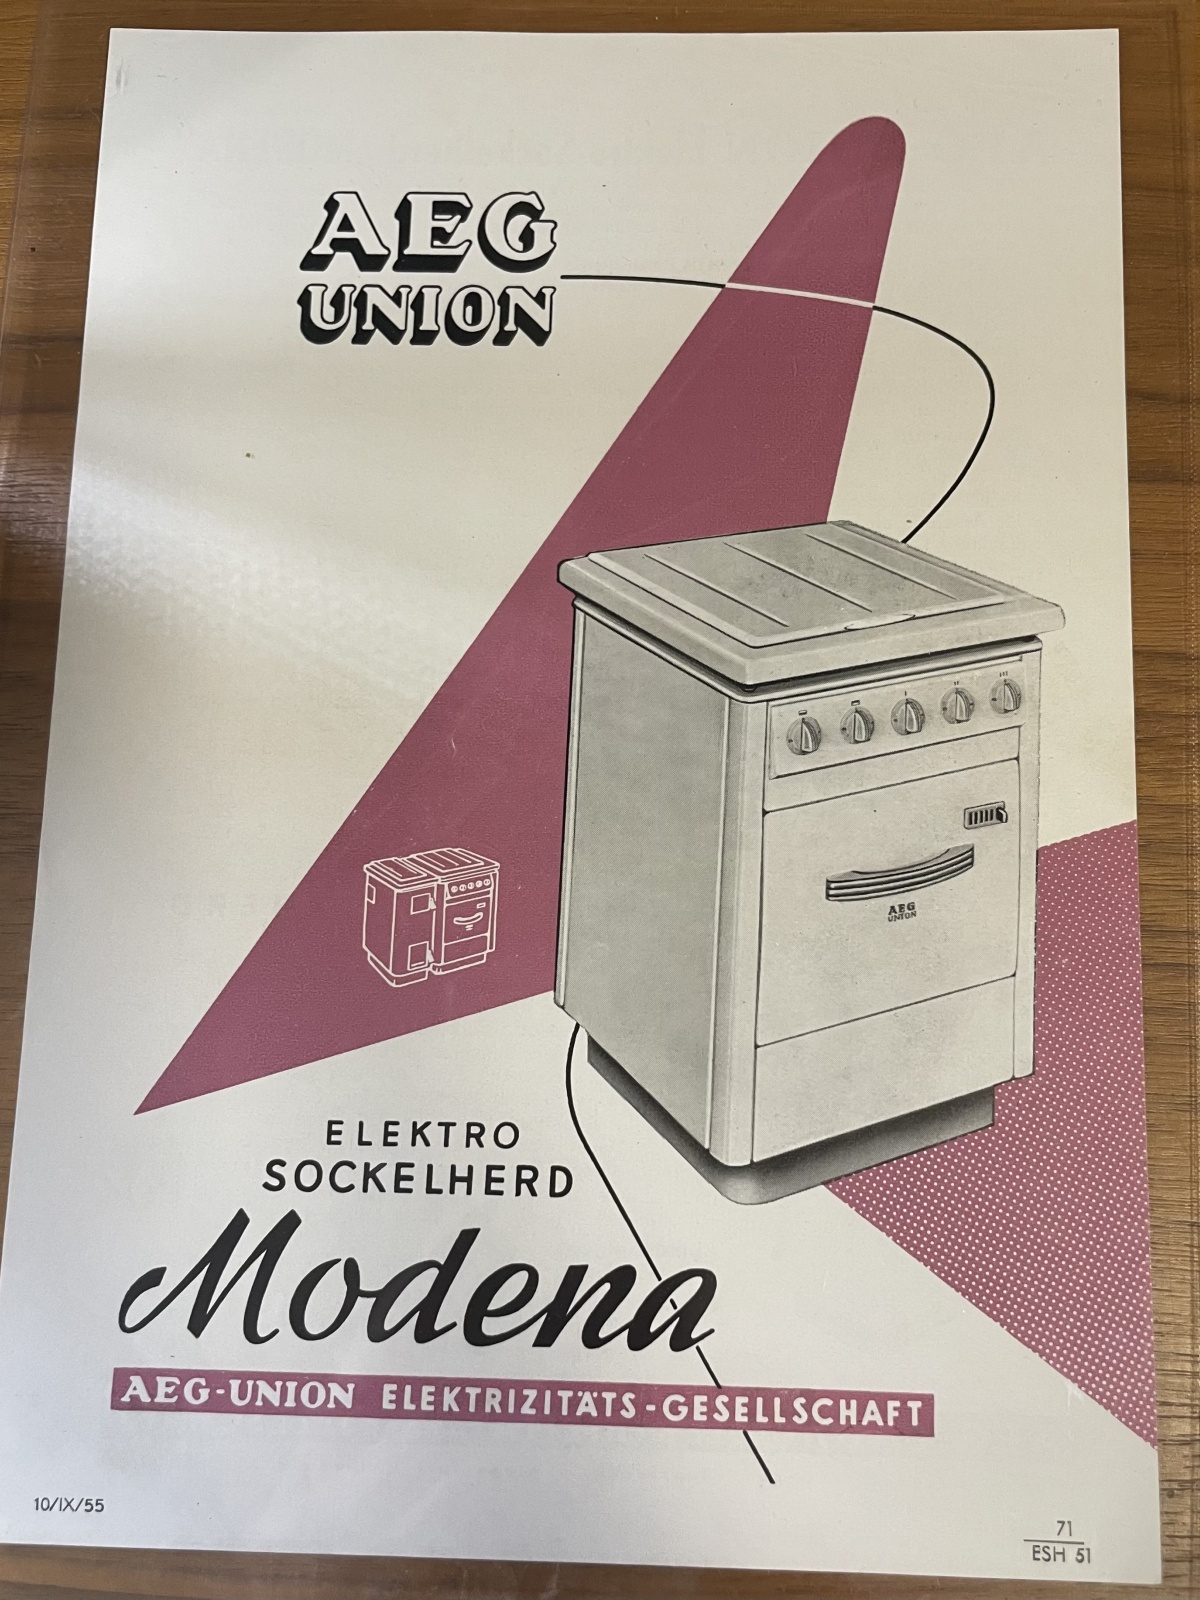 AEG
UNION
AEG
UNION
ELEKTRO
SOCKELHERD
Modena
AEG-UNION ELEKTRIZITÄTS-GESELLSCHAFT
10/IX/55
71
ESH 51